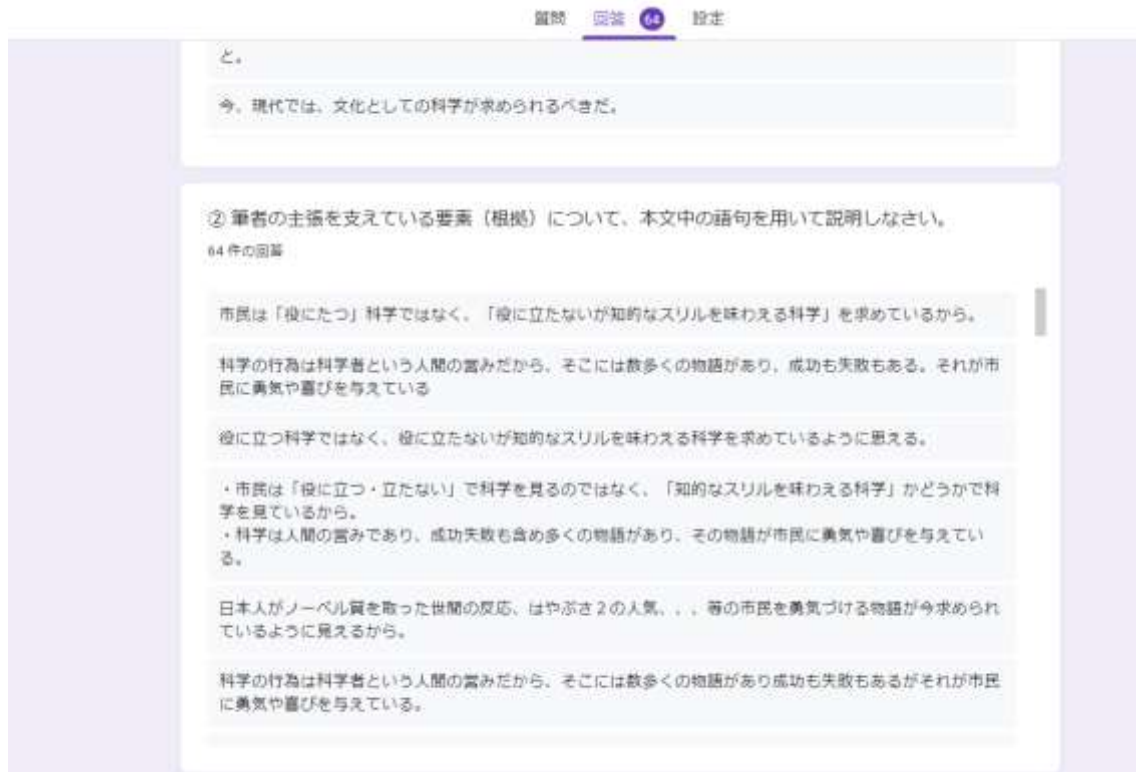 質問 回答 64 設定
と。
今、現代では、文化としての科学が求められるべきだ。
② 筆者の主張を支えている要素（根拠）について、本文中の語句を用いて説明しなさい。
64 件の回答
市民は「役にたつ」科学ではなく、「役に立たないが知的なスリルを味わえる科学」を求めているから。
科学の行為は科学者という人間の営みだから、そこには数多くの物語があり、成功も失敗もある。それが市
民に勇気や喜びを与えている
役に立つ科学ではなく、役に立たないが知的なスリルを味わえる科学を求めているように思える。
・市民は「役に立つ・立たない」で科学を見るのではなく、「知的なスリルを味わえる科学」かどうかで科
学を見ているから。
・科学は人間の営みであり、成功失敗も含め多くの物語があり、その物語が市民に勇気や喜びを与えてい
る。
日本人がノーベル賞を取った世間の反応、はやぶさ２の人気、、、等の市民を勇気づける物語が今求められ
ているように見えるから。
科学の行為は科学者という人間の営みだから、そこには数多くの物語があり成功も失敗もあるがそれが市民
に勇気や喜びを与えている。